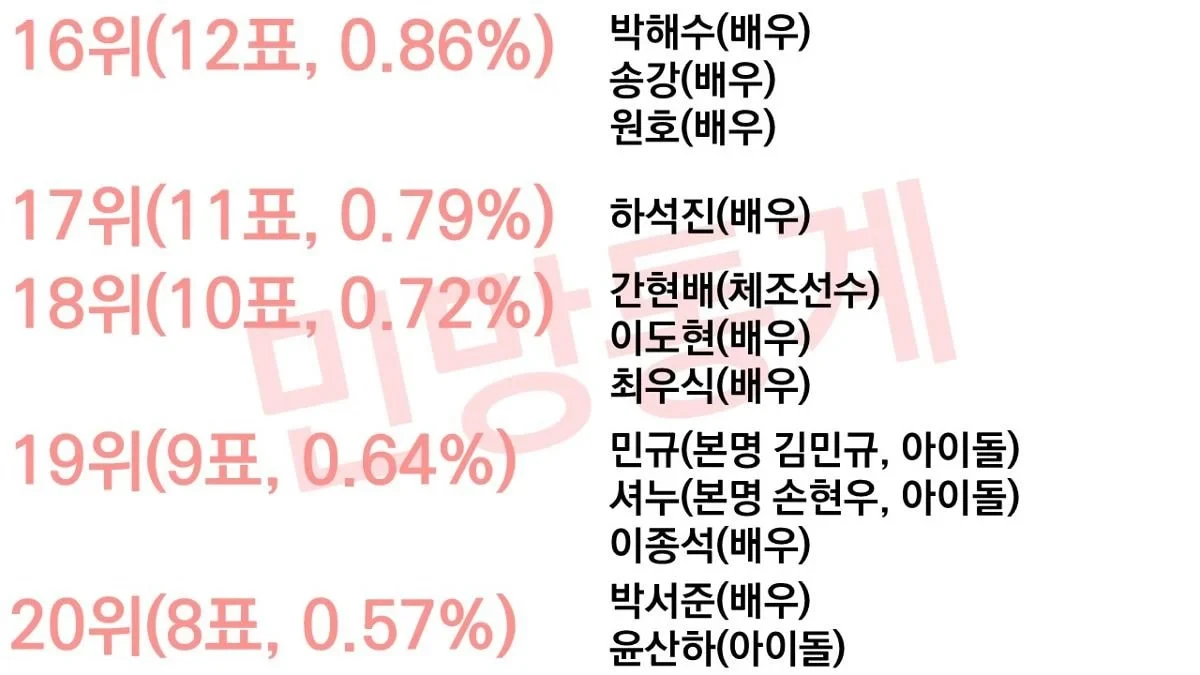 16위(12표, 0.86%)
박해수(배우)
송강(배우)
원호(배우)
17위(11표, 0.79%)
하석진(배우)
18위(10표, 0.72%)
간현배(체조선수)
이도현(배우)
최우식(배우)
19위(9표, 0.64%)
민규(본명 김민규, 아이돌)
셔누(본명 손현우, 아이돌)
이종석(배우)
20위(8표, 0.57%)
박서준(배우)
윤산하(아이돌)
민망통계